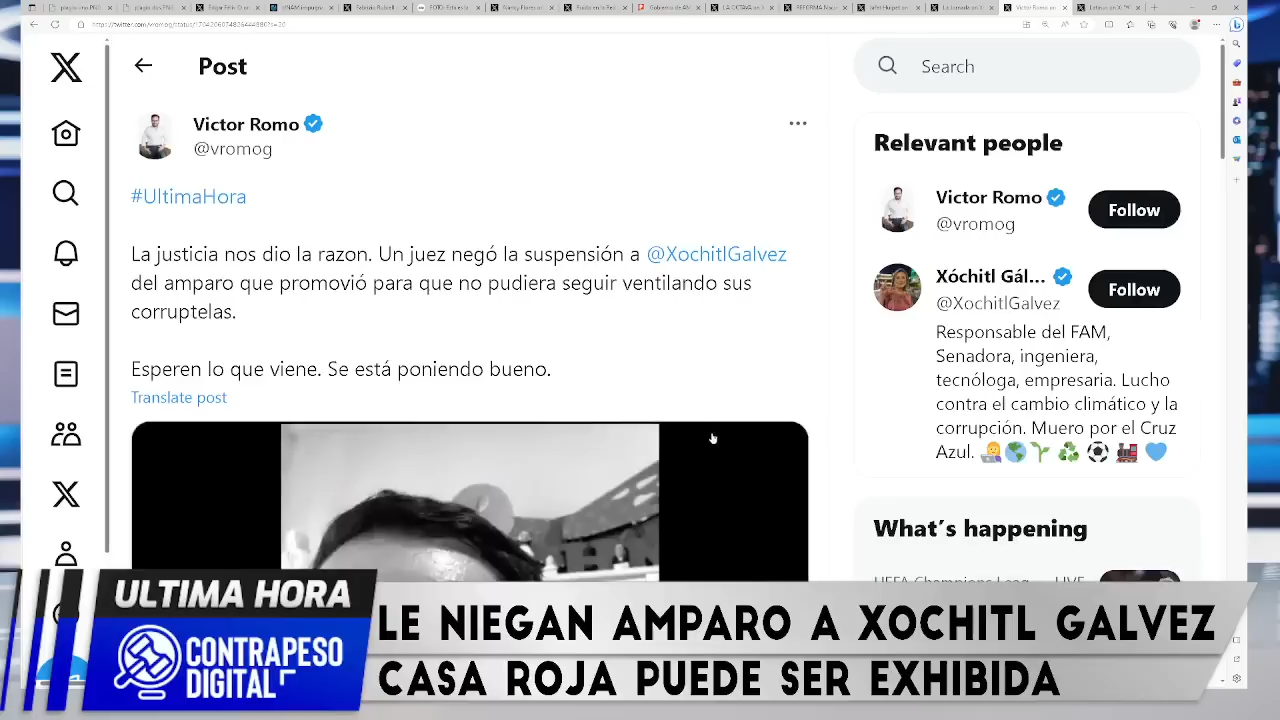 Post
Search
Victor Romo
@vromog
#UltimaHora
La justicia nos dio la razon. Un juez negó la suspensión a @XochitlGalvez
del amparo que promovió para que no pudiera seguir ventilando sus
corruptelas.
Esperen lo que viene. Se está poniendo bueno.
Translate post
Relevant people
Victor Romo
@vromog
Follow
Xóchitl Gál...
@XochitlGalvez
Follow
Responsable del FAM,
Senadora, ingeniera,
tecnóloga, empresaria. Lucho
contra el cambio climático y la
corrupción. Muero por el Cruz
Azul.
What's happening
ULTIMA HORA
CONTRAPESO
DIGITAL
LE NIEGAN AMPARO A XOCHITL GALVEZ
CASA ROJA PUEDE SER EXHIBIDA